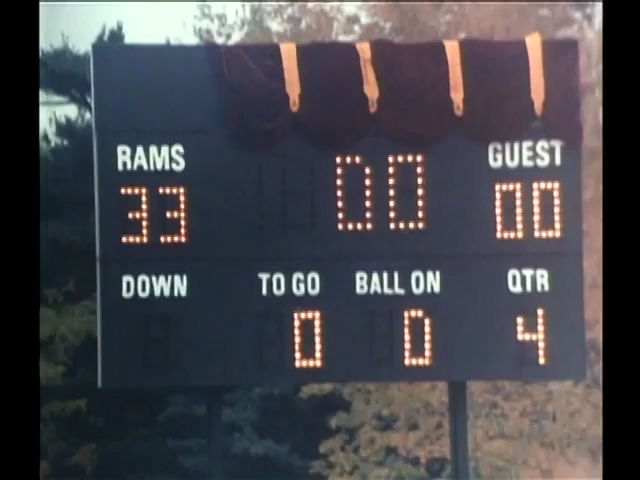 RAMS GUEST
33 00 00
DOWN TO GO BALL ON QTR
0 0 4